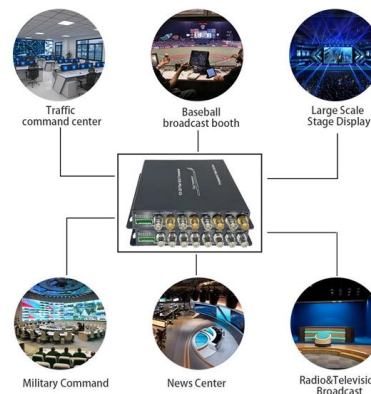 Traffic
command center
Baseball
broadcast booth
Large Scale
Stage Display
Military Command
News Center
Radio&Televisio
Broadcast